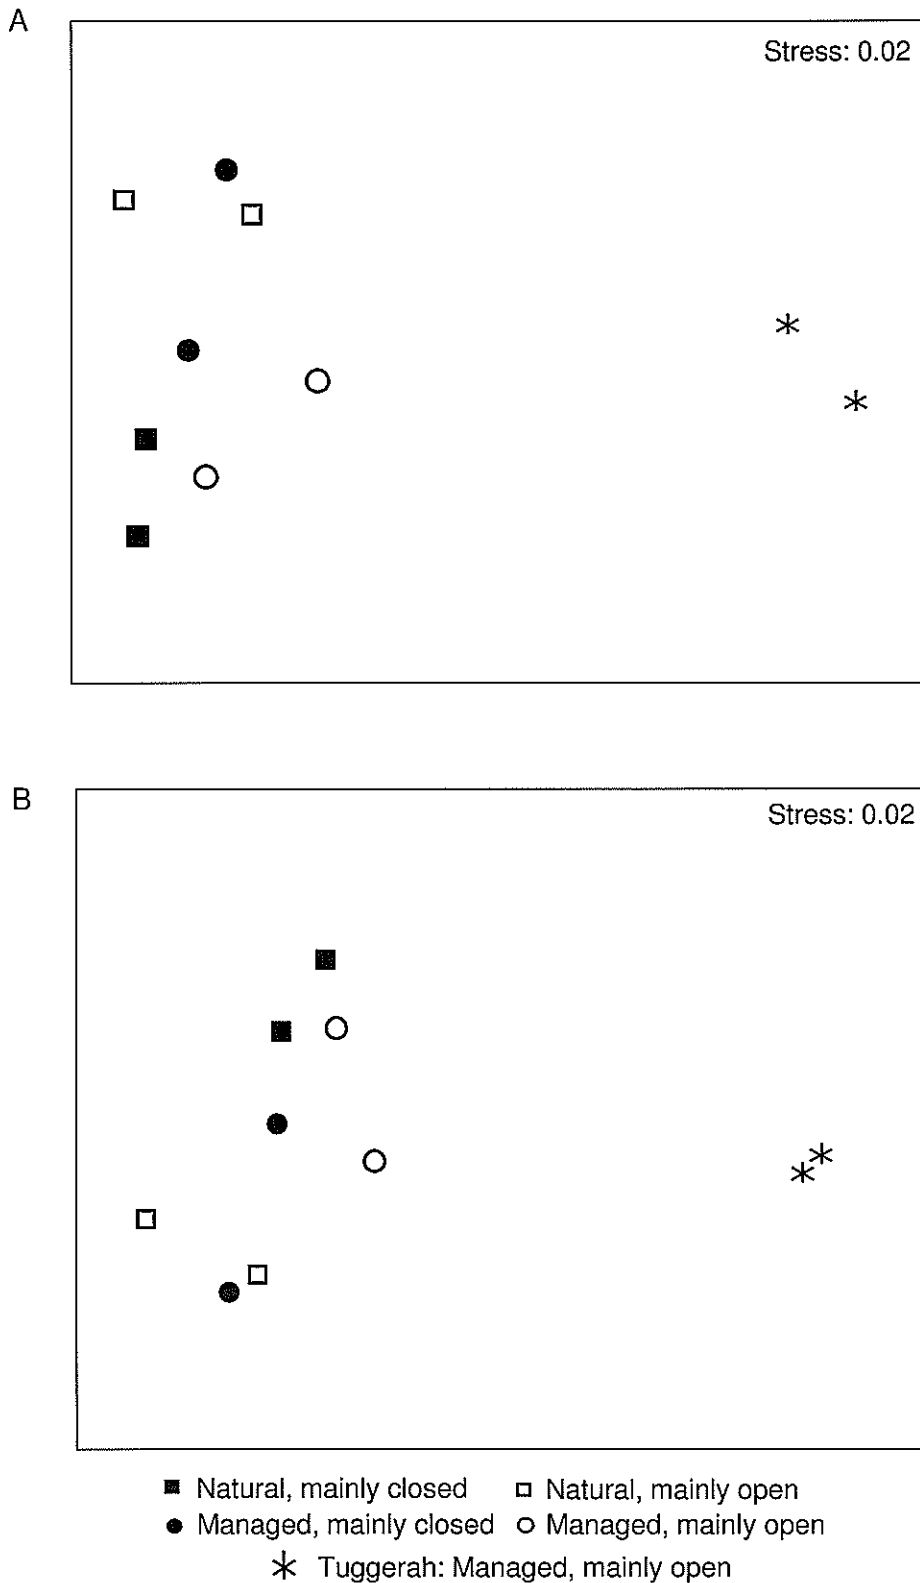 A
Stress: 0.02
B
Stress: 0.02
Natural, mainly closed Natural, mainly open
Managed, mainly closed Managed, mainly open
Tuggerah: Managed, mainly open